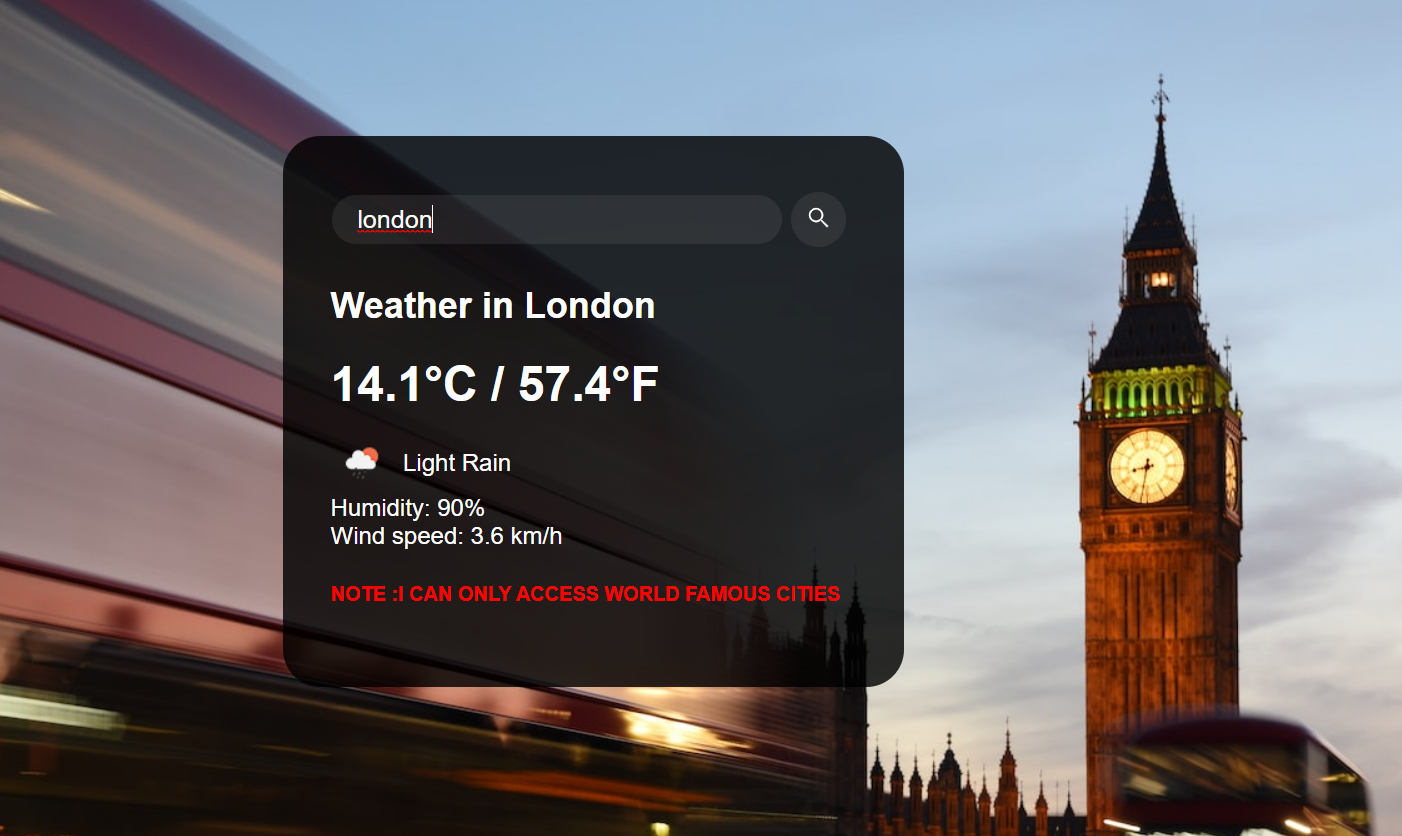 london
Weather in London
14.1°C / 57.4°F
Light Rain
Humidity: 90%
Wind speed: 3.6 km/h
NOTE :I CAN ONLY ACCESS WORLD FAMOUS CITIES